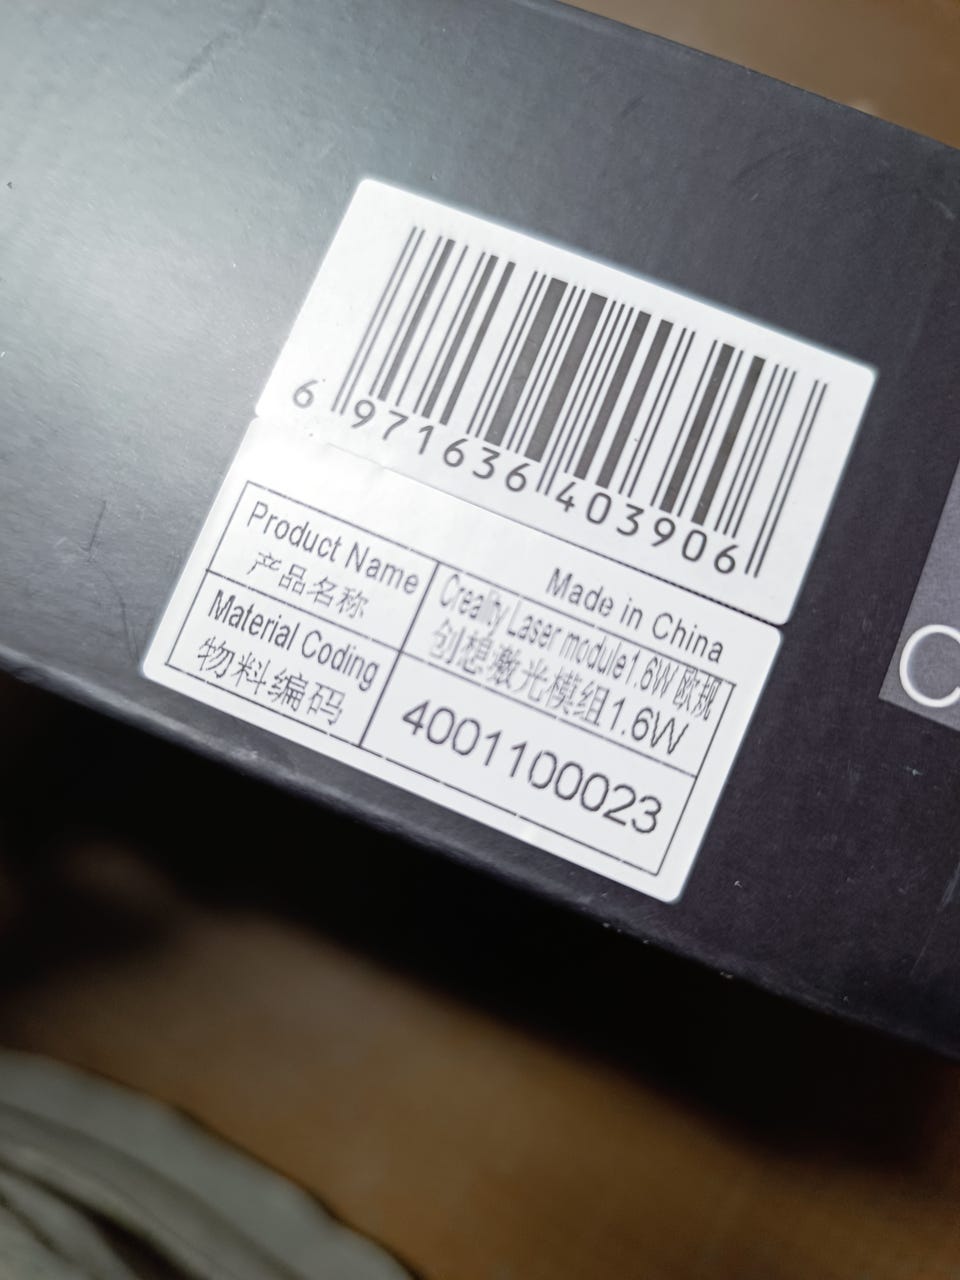 6 971636 403906
Made in China
Product Name
产品名称
Creality Laser module1.6W 欧规
创想激光模组1.6W
Material Coding
物料编码
4001100023
C